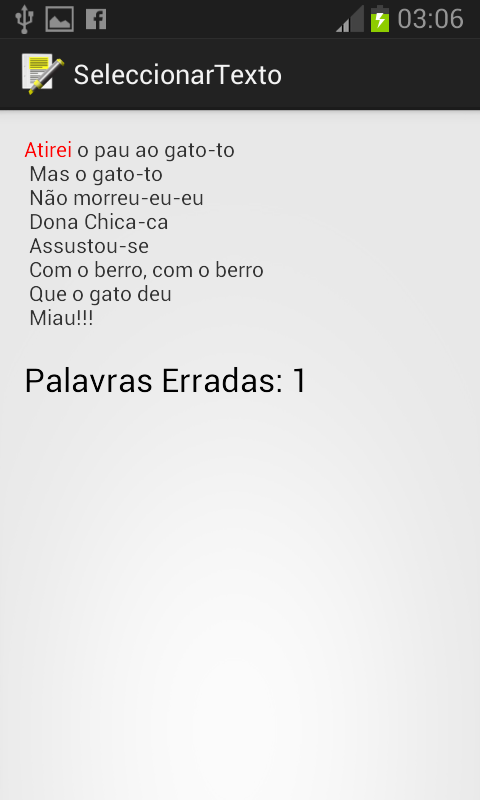 03:06
SeleccionarTexto
Atirei o pau ao gato-to
Mas o gato-to
Não morreu-eu-eu
Dona Chica-ca
Assustou-se
Com o berro, com o berro
Que o gato deu
Miau!!!
Palavras Erradas: 1